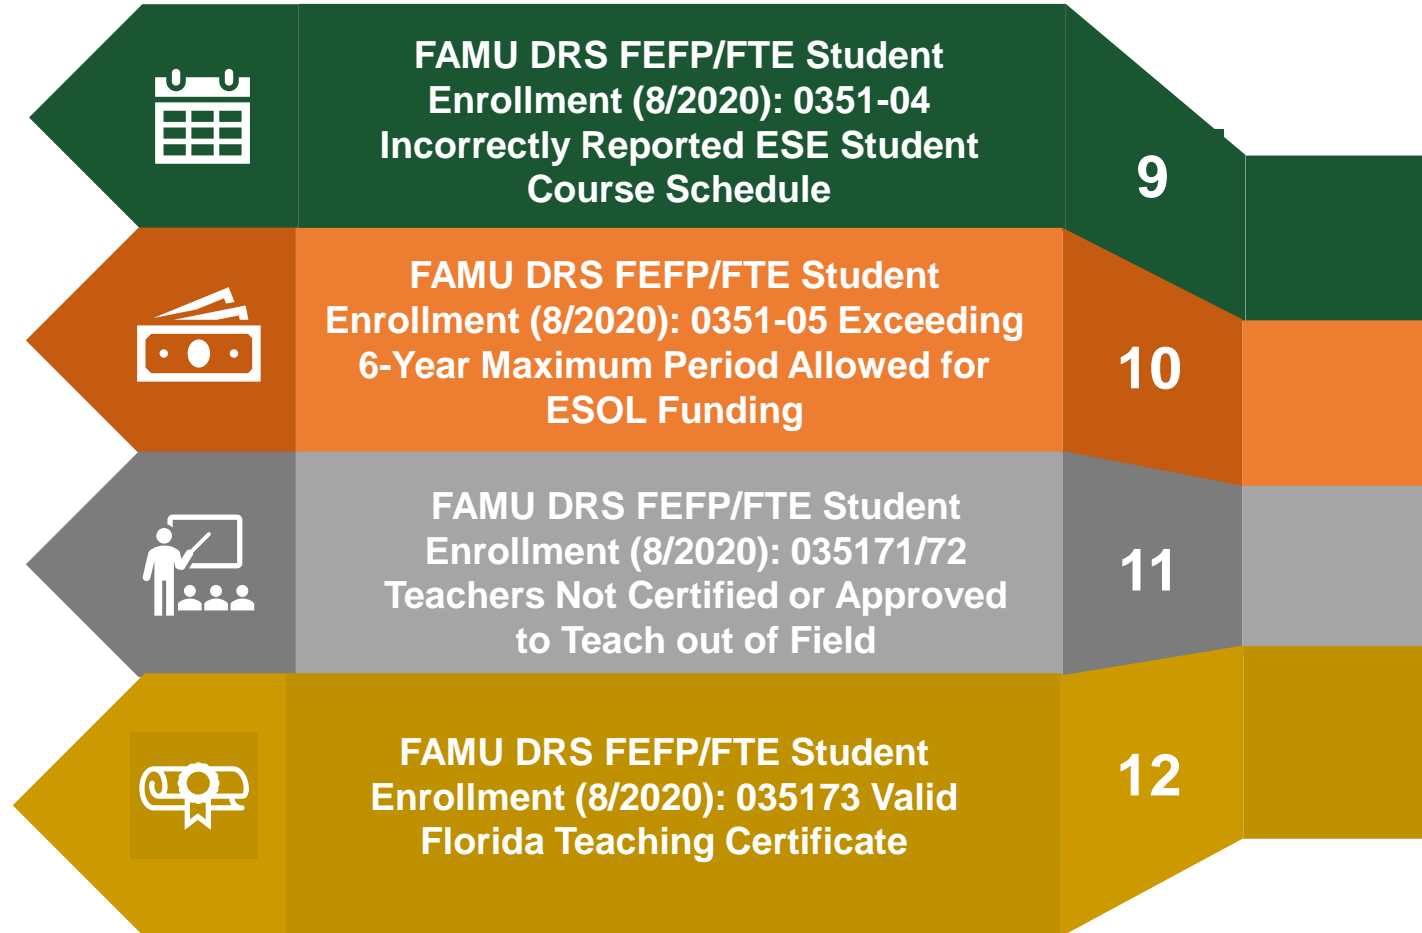 FAMU DRS FEFP/FTE Student
Enrollment (8/2020): 0351-04
Incorrectly Reported ESE Student
Course Schedule
9
FAMU DRS FEFP/FTE Student
Enrollment (8/2020): 0351-05 Exceeding
6-Year Maximum Period Allowed for
ESOL Funding
10
FAMU DRS FEFP/FTE Student
Enrollment (8/2020): 035171/72
Teachers Not Certified or Approved
to Teach out of Field
11
FAMU DRS FEFP/FTE Student
Enrollment (8/2020): 035173 Valid
Florida Teaching Certificate
12